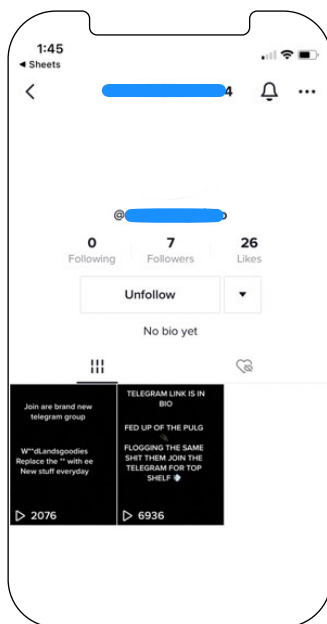 1:45
◀ Sheets
4
@
0
7
26
Following
Followers
Likes
Unfollow
No bio yet
Join are brand new
telegram group
W**dLandsgoodies
Replace the ** with ee
New stuff everyday
2076
TELEGRAM LINK IS IN
BIO
FED UP OF THE PULG
🔌
FLOGGING THE SAME
SHIT THEM JOIN THE
TELEGRAM FOR TOP
SHELF 💨
6936